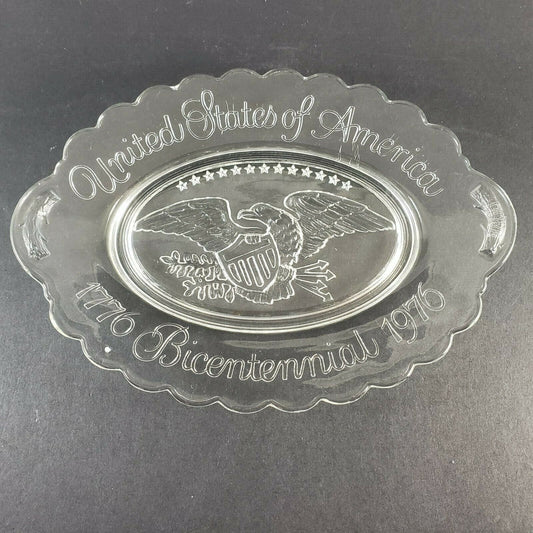 United States of America
1776 Bicentennial 1976